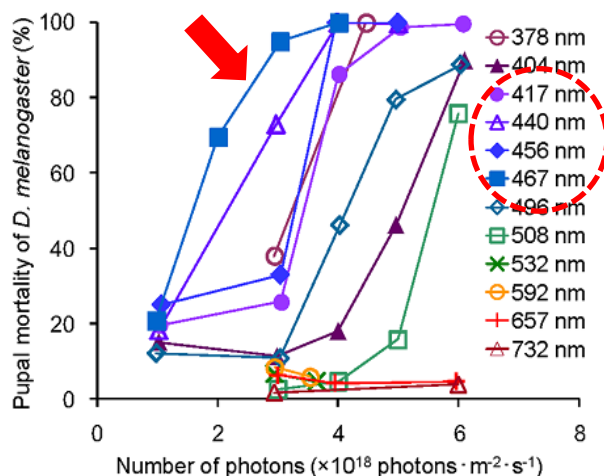 Pupal mortality of D. melanogaster (%)
100
80
60
40
20
0
378 nm
404 nm
417 nm
440 nm
456 nm
467 nm
496 nm
508 nm
532 nm
592 nm
657 nm
732 nm
0 2 4 6 8
Number of photons (×10¹⁸ photons · m⁻² · s⁻¹)